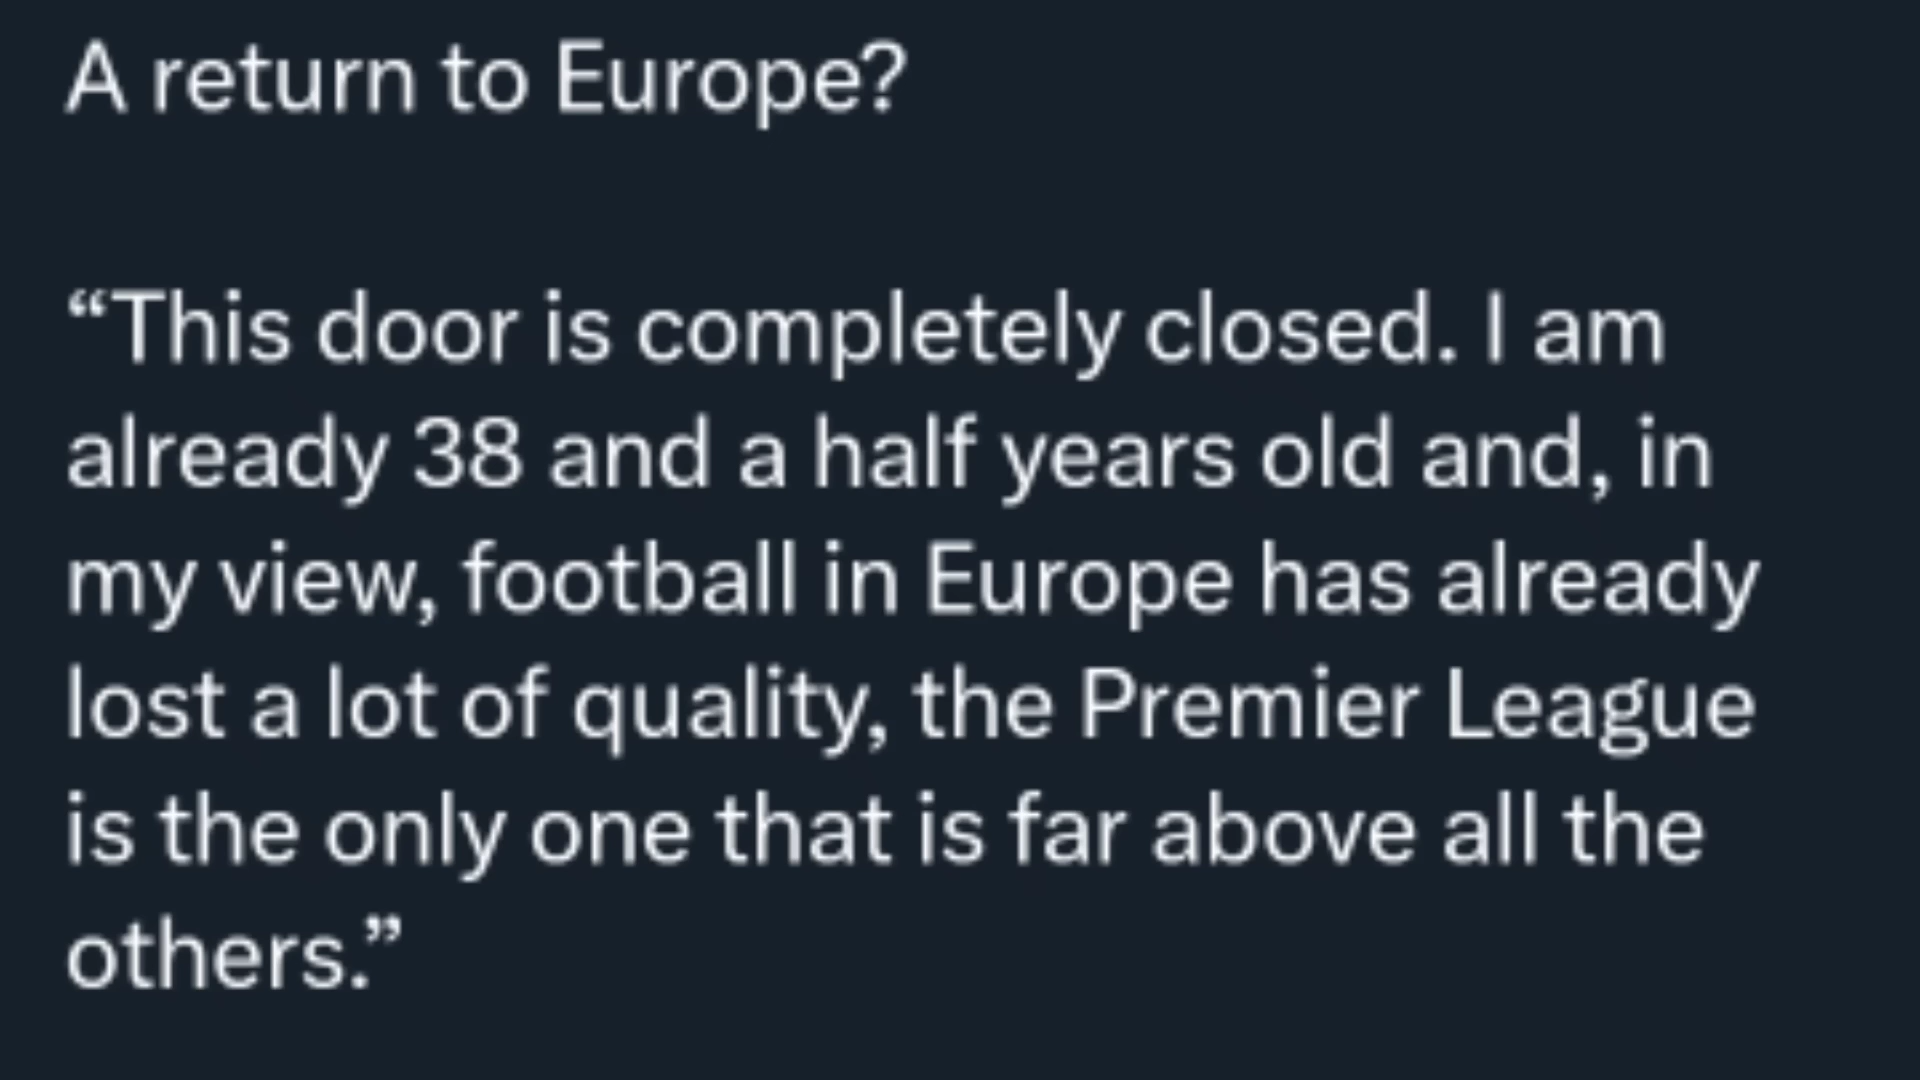 A return to Europe?
“This door is completely closed. I am
already 38 and a half years old and, in
my view, football in Europe has already
lost a lot of quality, the Premier League
is the only one that is far above all the
others.”